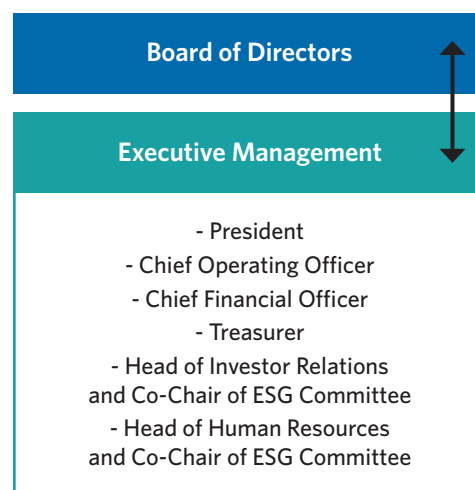 Board of Directors
Executive Management
- President
- Chief Operating Officer
- Chief Financial Officer
- Treasurer
- Head of Investor Relations
and Co-Chair of ESG Committee
- Head of Human Resources
and Co-Chair of ESG Committee